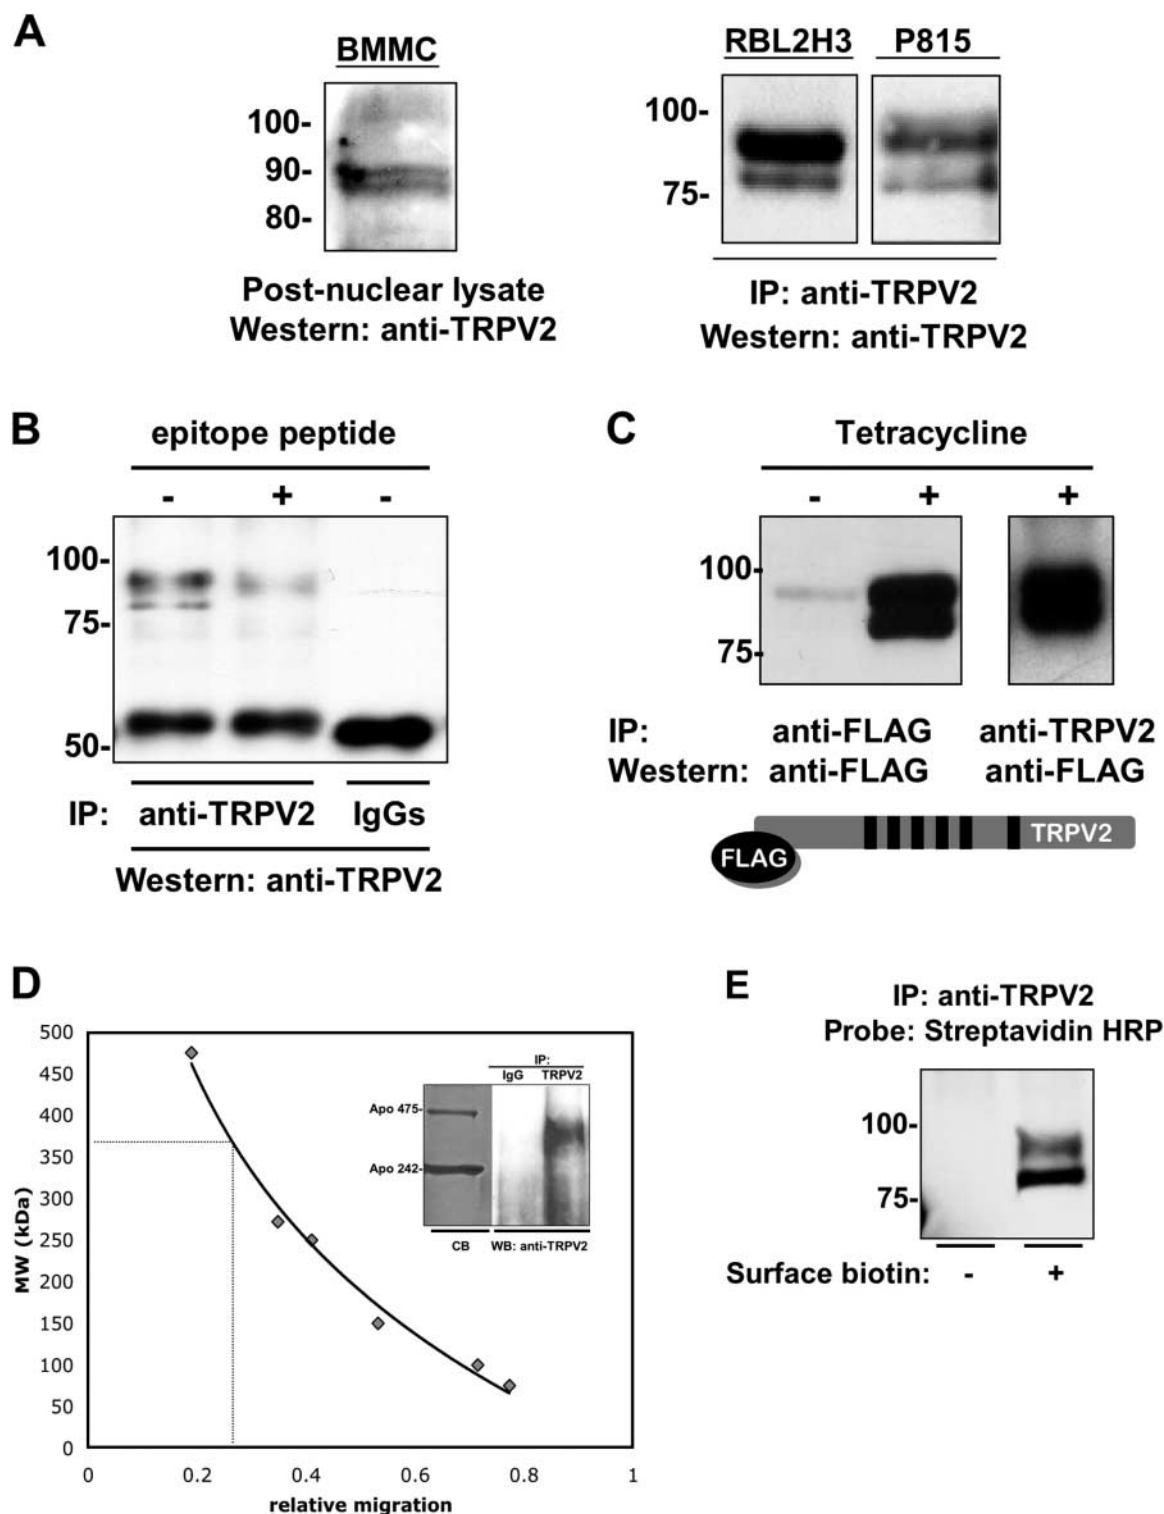 A
BMMC
100-
90-
80-
Post-nuclear lysate
Western: anti-TRPV2
RBL2H3 P815
100-
75-
IP: anti-TRPV2
Western: anti-TRPV2
B
epitope peptide
- + -
100-
75-
50-
IP: anti-TRPV2 IgGs
Western: anti-TRPV2
C
Tetracycline
- + +
100-
75-
IP: anti-FLAG anti-TRPV2
Western: anti-FLAG anti-FLAG
TRPV2
FLAG
D
500
450
400
350
300
250
200
150
100
50
0
MW (kDa)
0 0.2 0.4 0.6 0.8 1
relative migration
IP:
IgG TRPV2
Apo 475-
Apo 242-
CB WB: anti-TRPV2
E
IP: anti-TRPV2
Probe: Streptavidin HRP
100-
75-
Surface biotin: - +